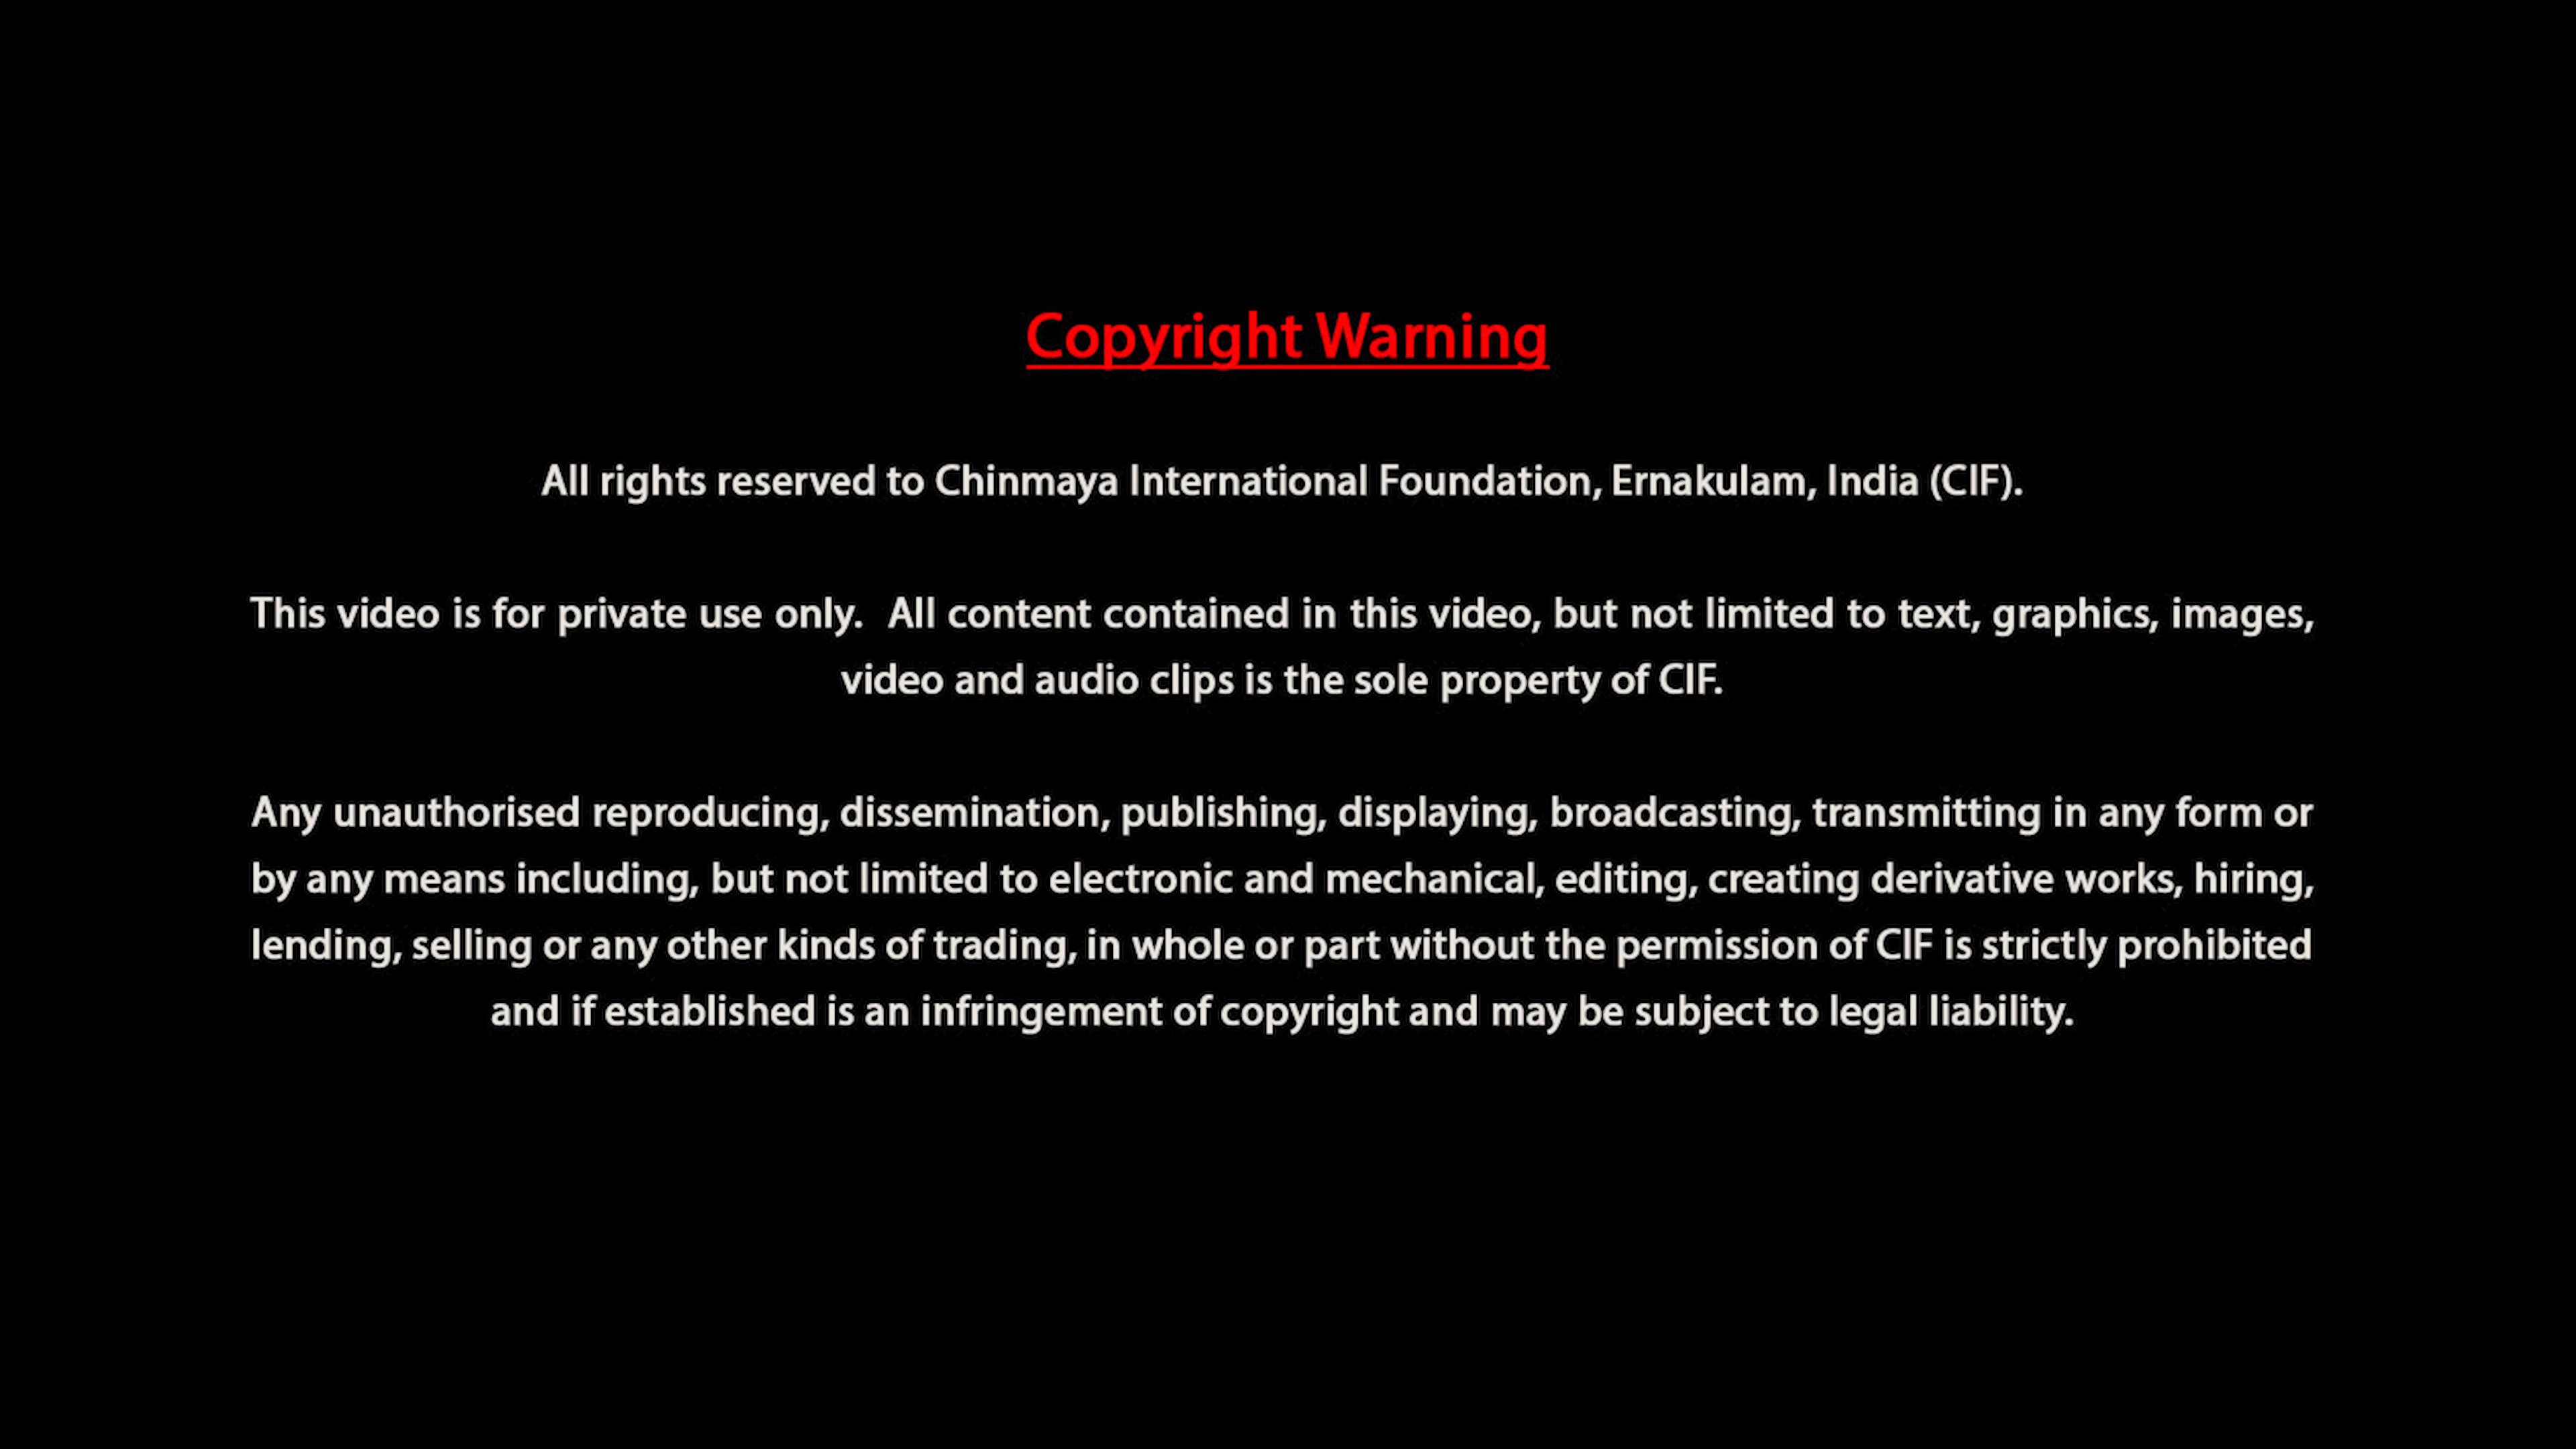 Copyright Warning
All rights reserved to Chinmaya International Foundation, Ernakulam, India (CIF).
This video is for private use only.  All content contained in this video, but not limited to text, graphics, images,
video and audio clips is the sole property of CIF.
Any unauthorised reproducing, dissemination, publishing, displaying, broadcasting, transmitting in any form or
by any means including, but not limited to electronic and mechanical, editing, creating derivative works, hiring,
lending, selling or any other kinds of trading, in whole or part without the permission of CIF is strictly prohibited
and if established is an infringement of copyright and may be subject to legal liability.